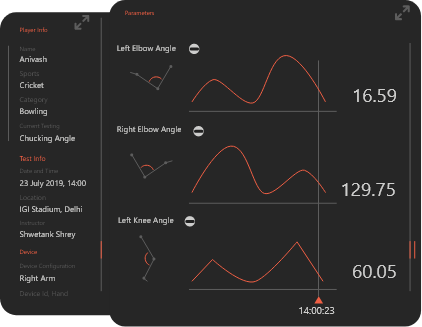 Player Info
Name
Anivash
Sports
Cricket
Category
Bowling
Current Testing
Chucking Angle
Test Info
Date and Time
23 July 2019, 14:00
Location
IGI Stadium, Delhi
Instructor
Shwetank Shrey
Device
Device Configuration
Right Arm
Device Id, Hand
Parameters
Left Elbow Angle
16.59
Right Elbow Angle
129.75
Left Knee Angle
60.05
14:00:23